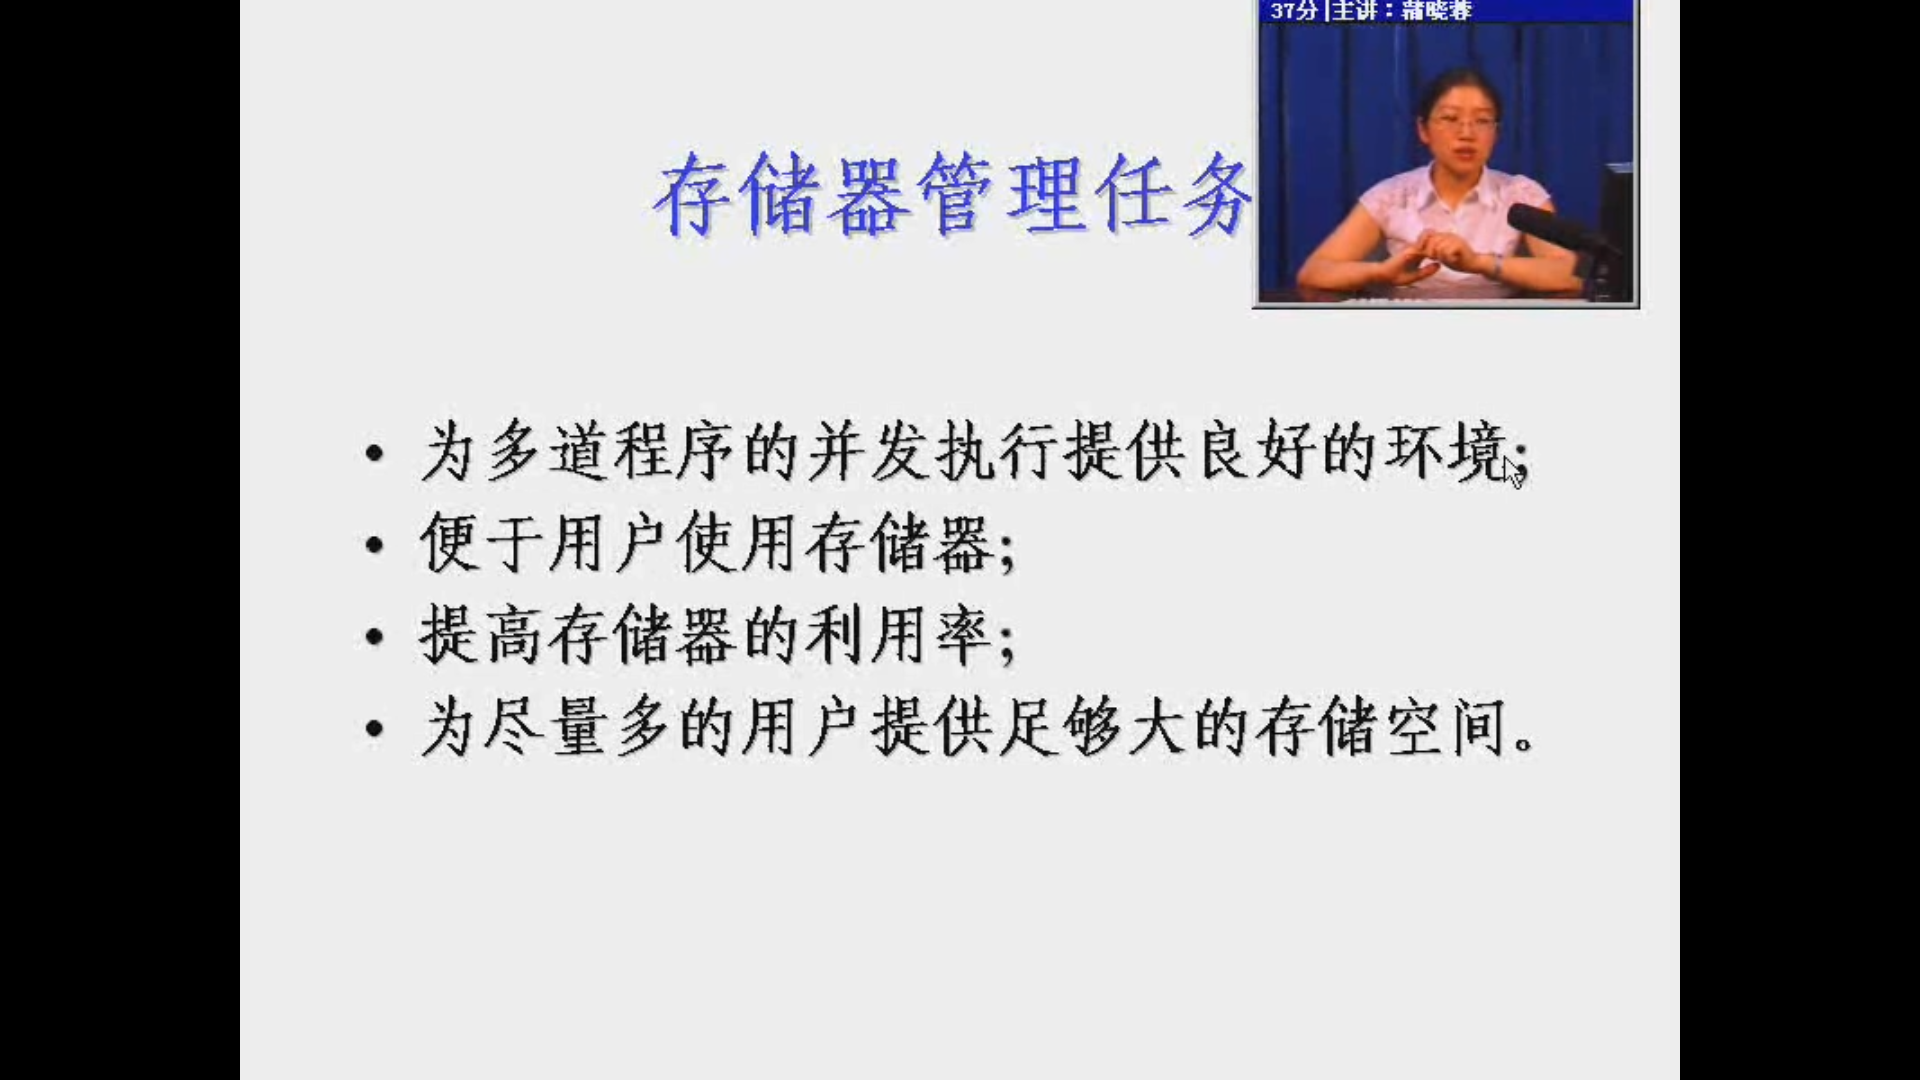 37分|主讲：蒲晓蓉
存储器管理任务
• 为多道程序的并发执行提供良好的环境;
• 便于用户使用存储器;
• 提高存储器的利用率;
• 为尽量多的用户提供足够大的存储空间。